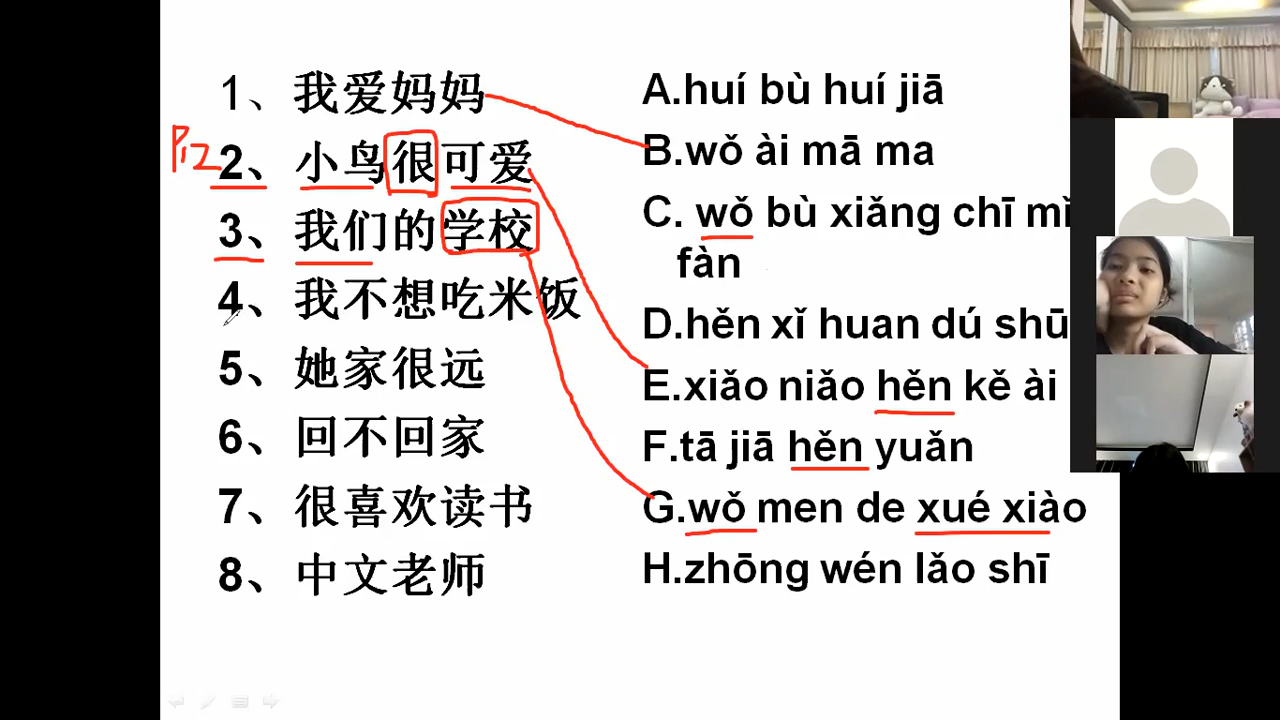 1、我爱妈妈
2、小鸟很可爱
3、我们的学校
4、我不想吃米饭
5、她家很远
6、回不回家
7、很喜欢读书
8、中文老师
A.huí bù huí jiā
B.wǒ ài mā ma
C. wǒ bù xiǎng chī mǐ
fàn
D.hěn xǐ huan dú shū
E.xiǎo niǎo hěn kě ài
F.tā jiā hěn yuǎn
G.wǒ men de xué xiào
H.zhōng wén lǎo shī